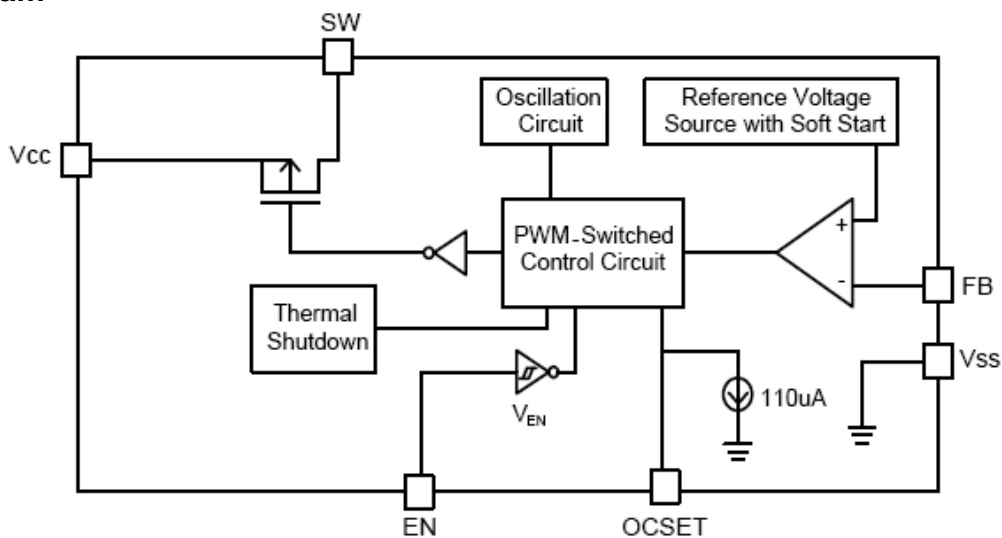 SW
Oscillation
Circuit
Reference Voltage
Source with Soft Start
Vcc
+
PWM-Switched
Control Circuit
-
FB
Thermal
Shutdown
Vss
VEN
110uA
EN
OCSET